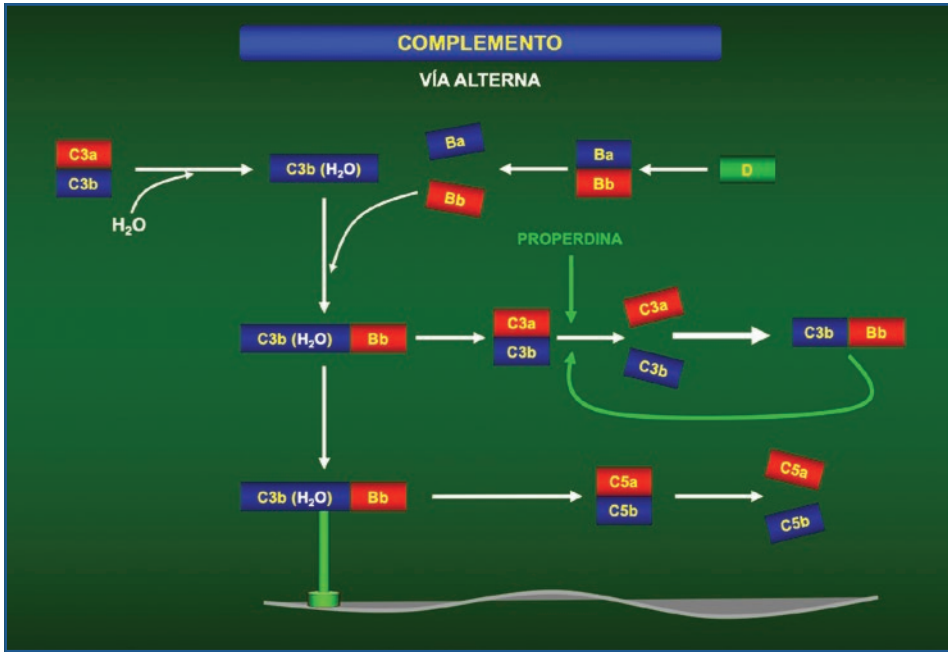 COMPLEMENTO
VÍA ALTERNA
C3a
C3b
H₂O
C3b (H₂O)
Ba
Bb
Ba
Bb
D
PROPERDINA
C3b (H₂O) Bb
C3a
C3b
C3a
C3b
C3b Bb
C3b (H₂O) Bb
C5a
C5b
C5a
C5b